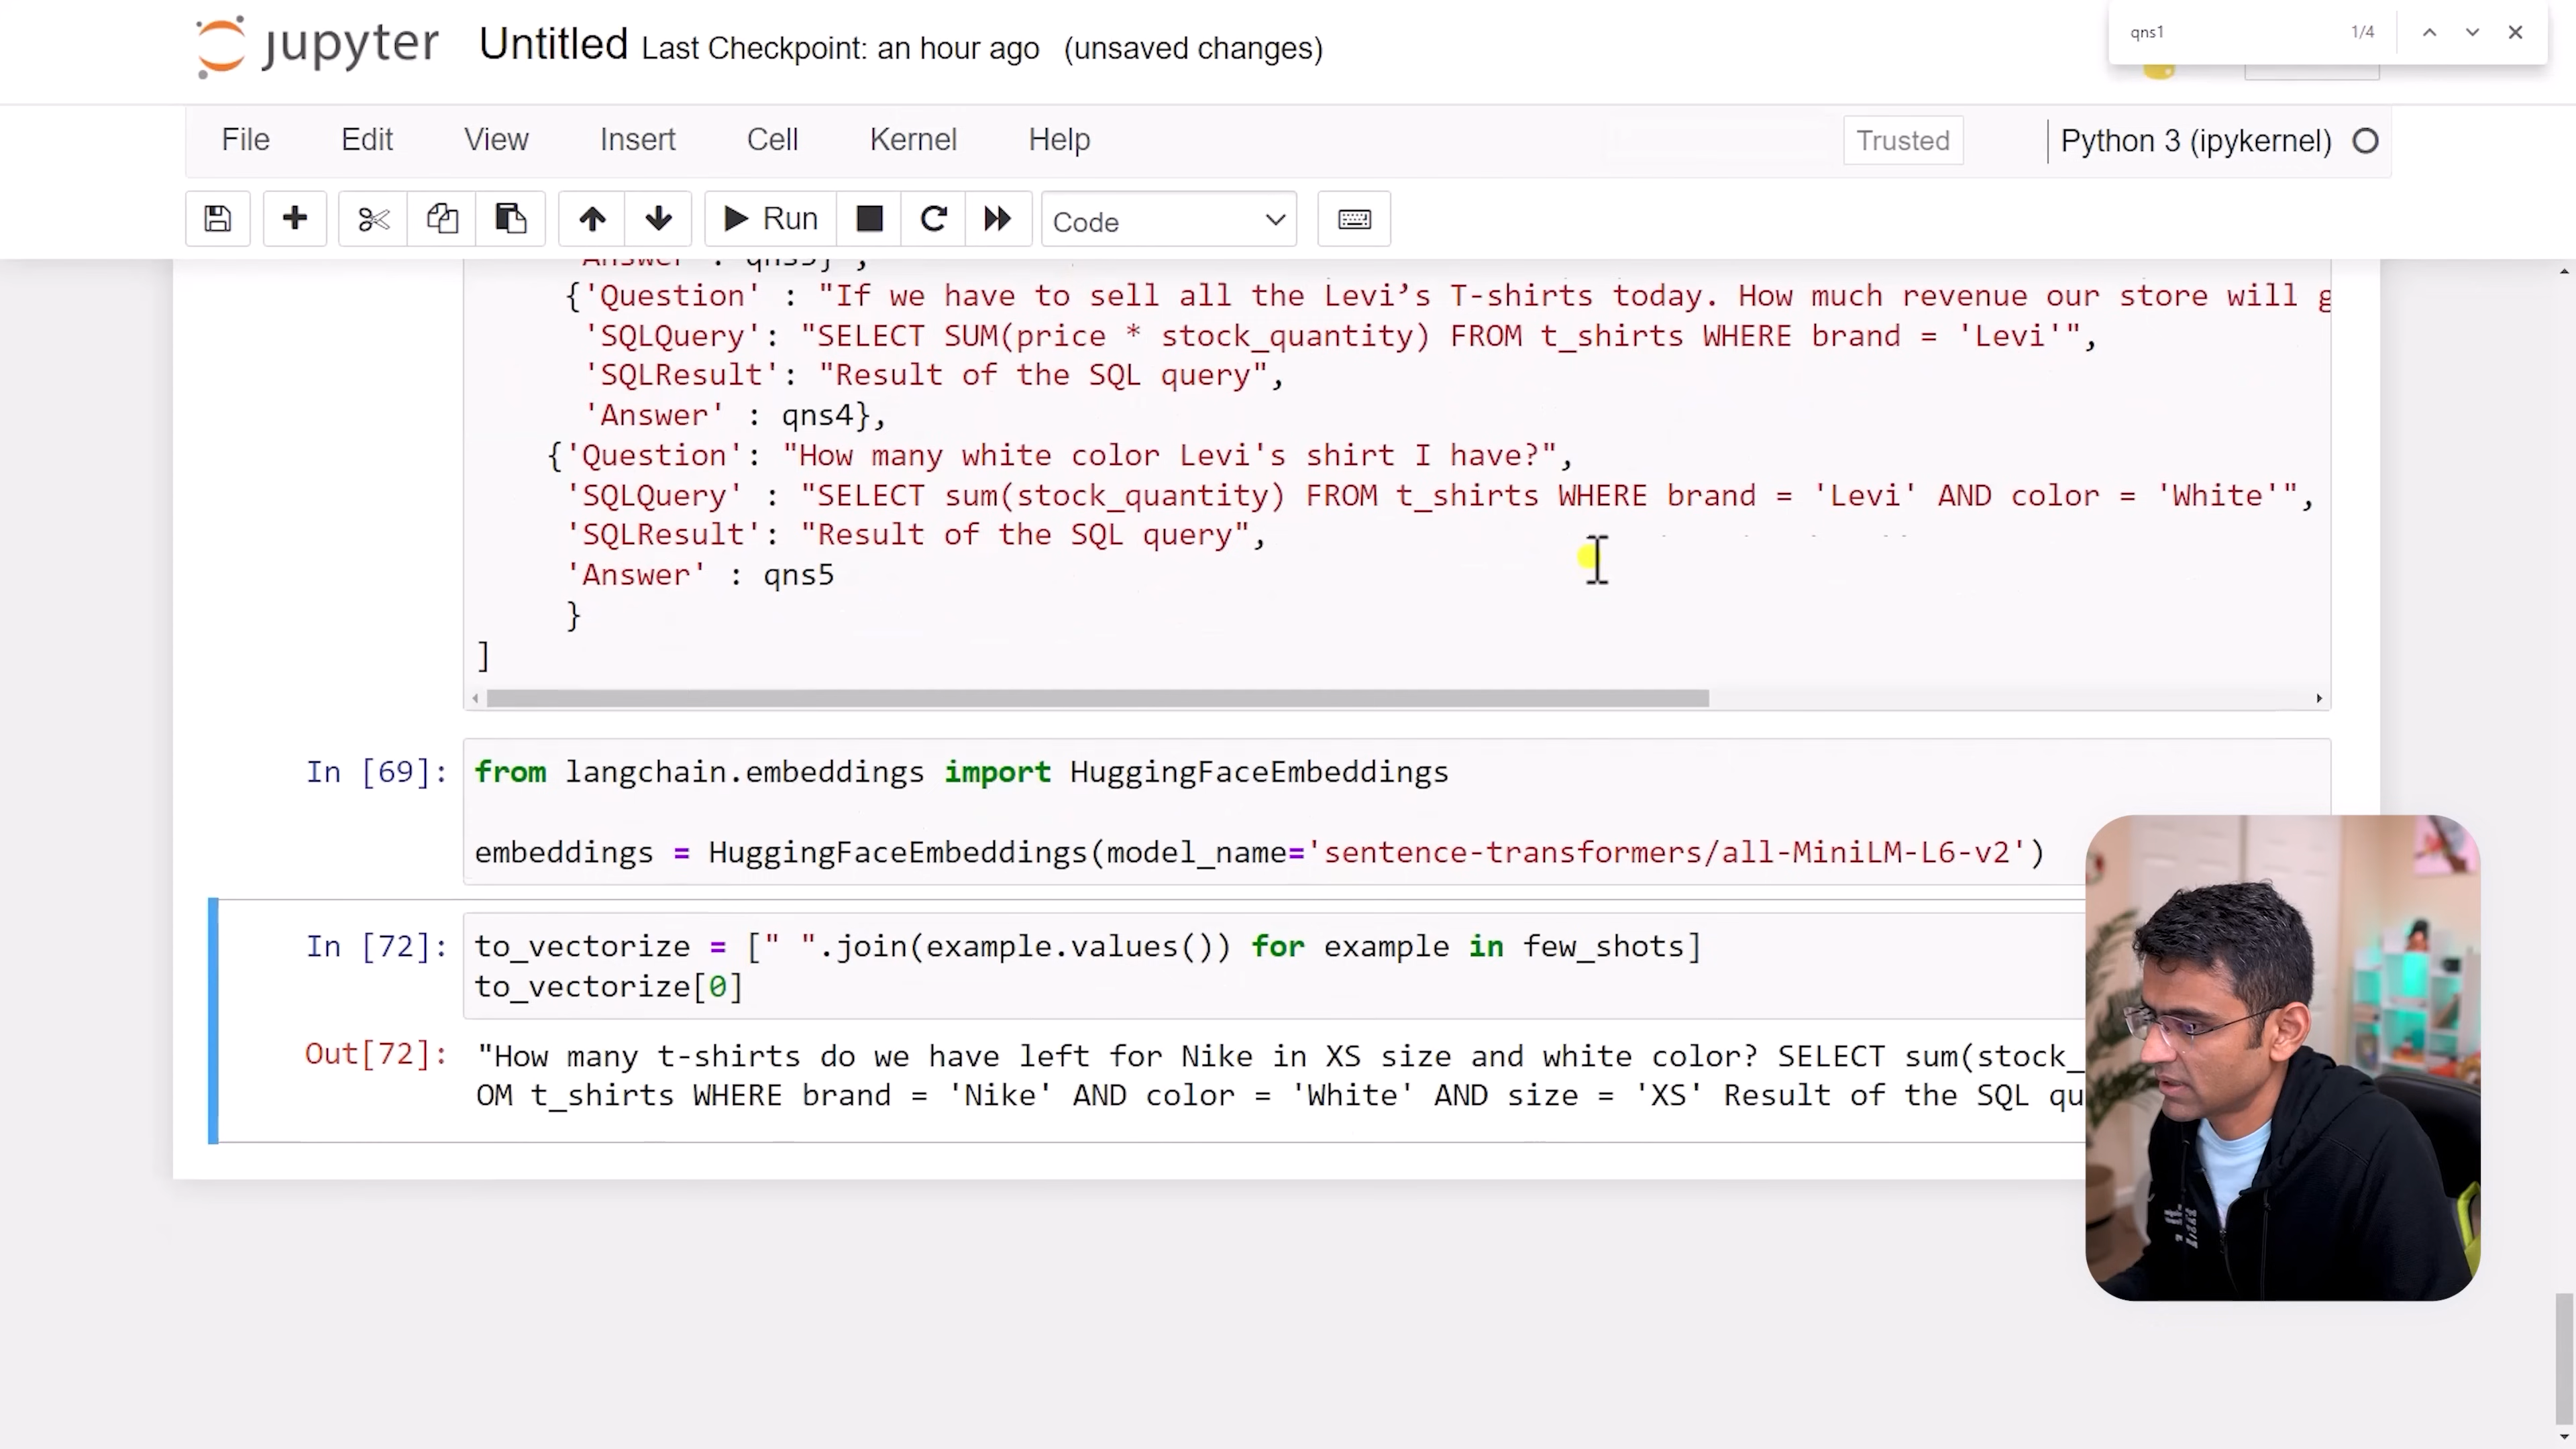 jupyter Untitled Last Checkpoint: an hour ago (unsaved changes)
qns1 1/4
File Edit View Insert Cell Kernel Help Trusted Python 3 (ipykernel)
Run Code
{'Question' : "If we have to sell all the Levi’s T-shirts today. How much revenue our store will g
'SQLQuery': "SELECT SUM(price * stock_quantity) FROM t_shirts WHERE brand = 'Levi'",
'SQLResult': "Result of the SQL query",
'Answer' : qns4},
{'Question': "How many white color Levi's shirt I have?",
'SQLQuery' : "SELECT sum(stock_quantity) FROM t_shirts WHERE brand = 'Levi' AND color = 'White'",
'SQLResult': "Result of the SQL query",
'Answer' : qns5
}
]
In [69]: from langchain.embeddings import HuggingFaceEmbeddings
embeddings = HuggingFaceEmbeddings(model_name='sentence-transformers/all-MiniLM-L6-v2')
In [72]: to_vectorize = [" ".join(example.values()) for example in few_shots]
to_vectorize[0]
Out[72]: "How many t-shirts do we have left for Nike in XS size and white color? SELECT sum(stock_
OM t_shirts WHERE brand = 'Nike' AND color = 'White' AND size = 'XS' Result of the SQL qu